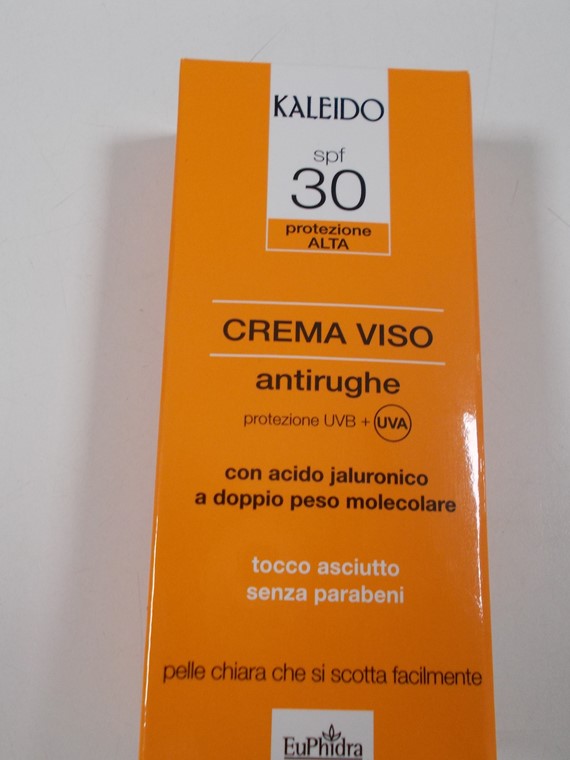 KALEIDO
spf
30
protezione
ALTA
CREMA VISO
antirughe
protezione UVB + UVA
con acido jaluronico
a doppio peso molecolare
tocco asciutto
senza parabeni
pelle chiara che si scotta facilmente
EuPhidra